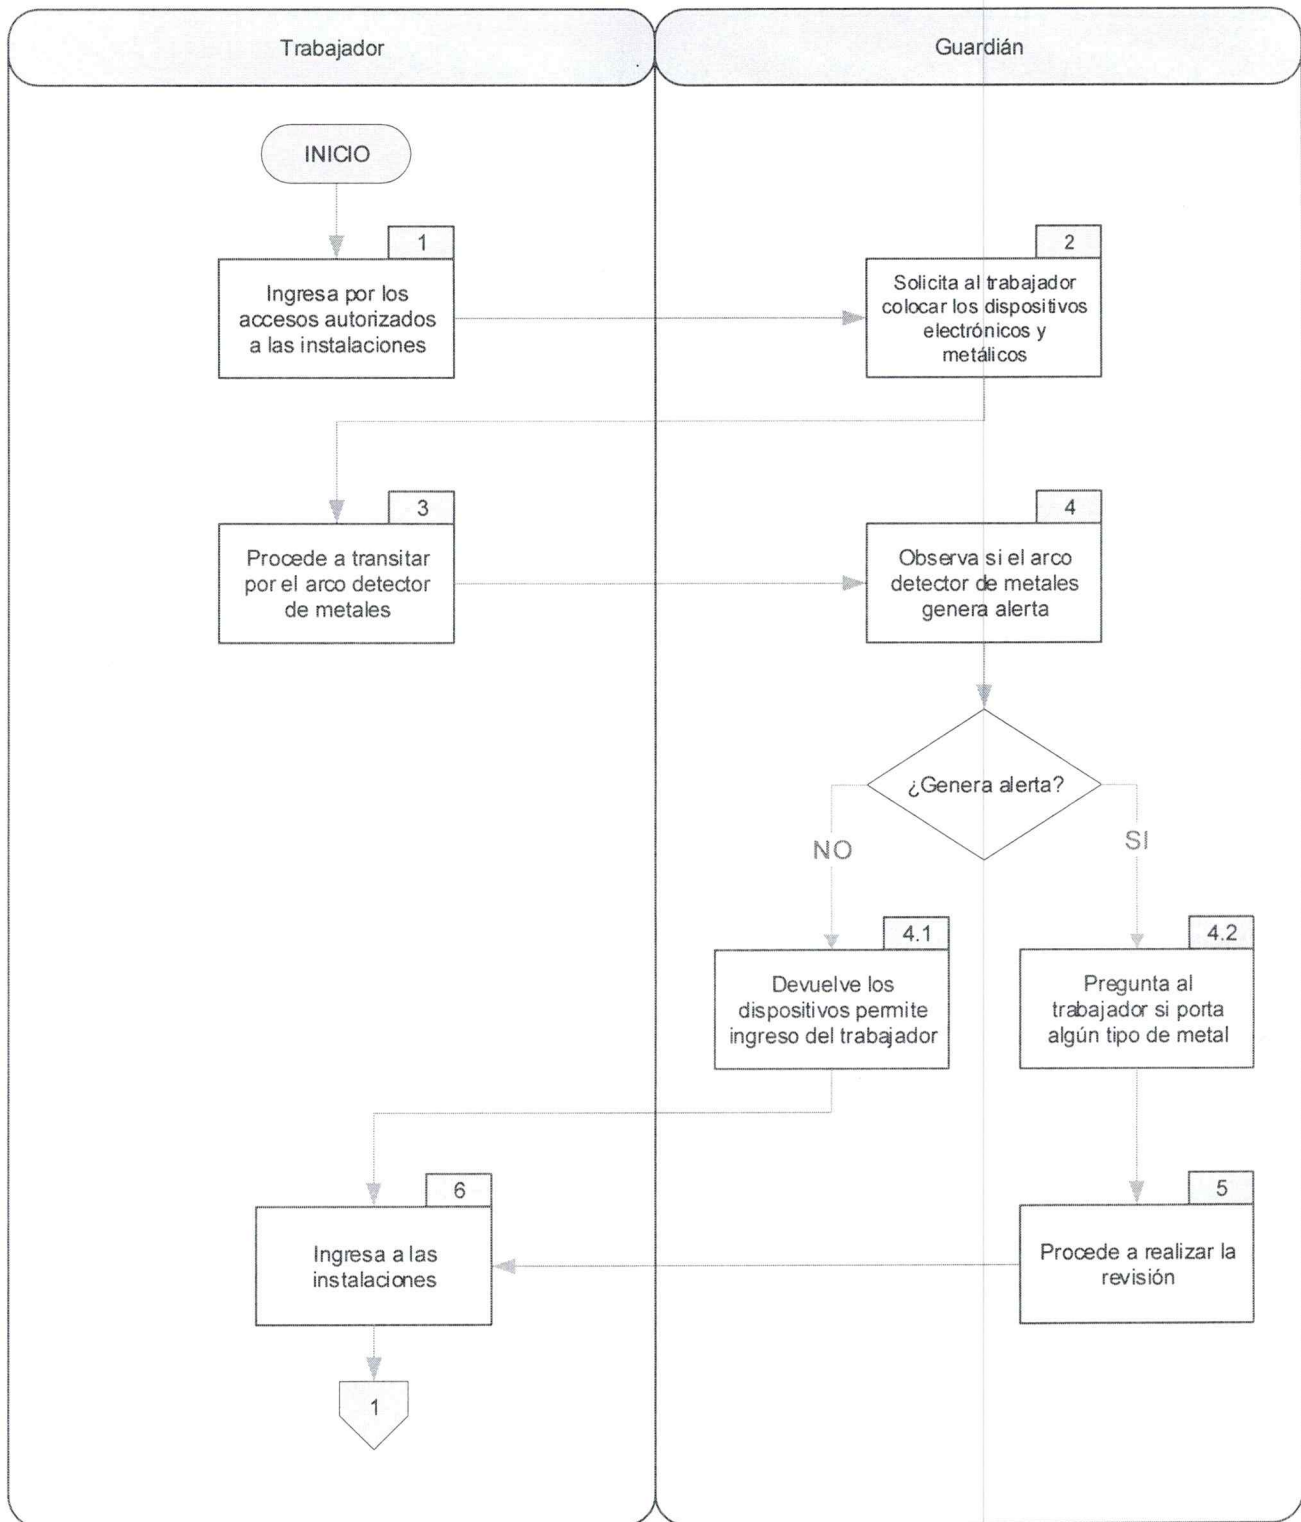 Trabajador
Guardián
INICIO
1
Ingresa por los
accesos autorizados
a las instalaciones
2
Solicita al trabajador
colocar los dispositivos
electrónicos y
metálicos
3
Procede a transitar
por el arco detector
de metales
4
Observa si el arco
detector de metales
genera alerta
¿Genera alerta?
NO
SI
4.1
Devuelve los
dispositivos permite
ingreso del trabajador
4.2
Pregunta al
trabajador si porta
algún tipo de metal
6
Ingresa a las
instalaciones
5
Procede a realizar la
revisión
1